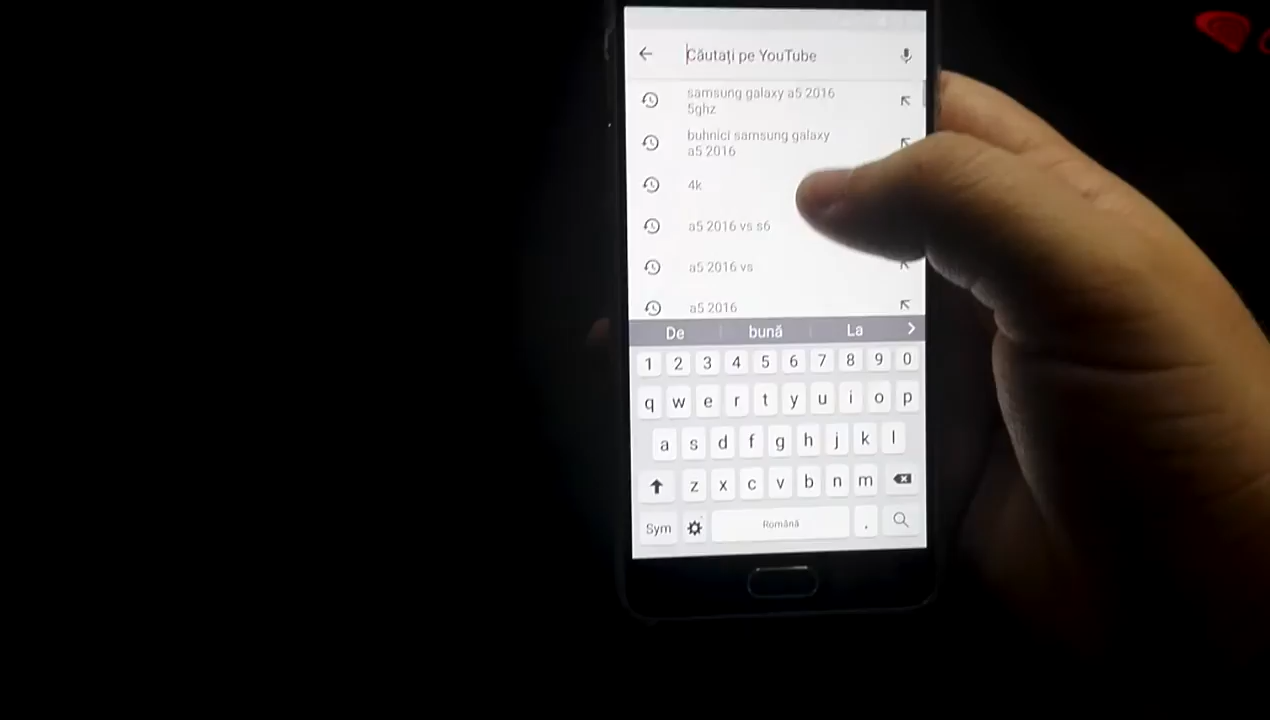 Căutați pe YouTube
samsung galaxy a5 2016
5ghz
buhnici samsung galaxy
a5 2016
4k
a5 2016 vs s6
a5 2016 vs
a5 2016
De bună La
1 2 3 4 5 6 7 8 9 0
q w e r t y u i o p
a s d f g h j k l
z x c v b n m
Sym Română .